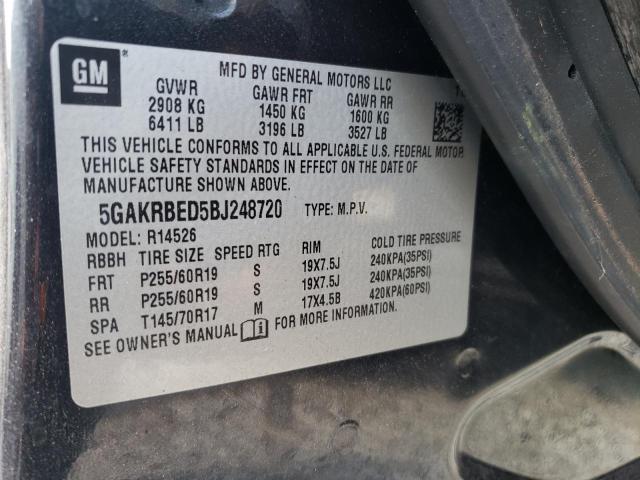 GM
MFD BY GENERAL MOTORS LLC
GVWR GAWR FRT GAWR RR
2908 KG 1450 KG 1600 KG
6411 LB 3196 LB 3527 LB
THIS VEHICLE CONFORMS TO ALL APPLICABLE U.S. FEDERAL MOTOR
VEHICLE SAFETY STANDARDS IN EFFECT ON THE DATE OF
MANUFACTURE SHOWN ABOVE.
5GAKRBED5BJ248720 TYPE: M.P.V.
MODEL: R14526
RBBH TIRE SIZE SPEED RTG RIM COLD TIRE PRESSURE
FRT P255/60R19 S 19X7.5J 240KPA(35PSI)
RR P255/60R19 S 19X7.5J 240KPA(35PSI)
SPA T145/70R17 M 17X4.5B 420KPA(60PSI)
SEE OWNER'S MANUAL FOR MORE INFORMATION.